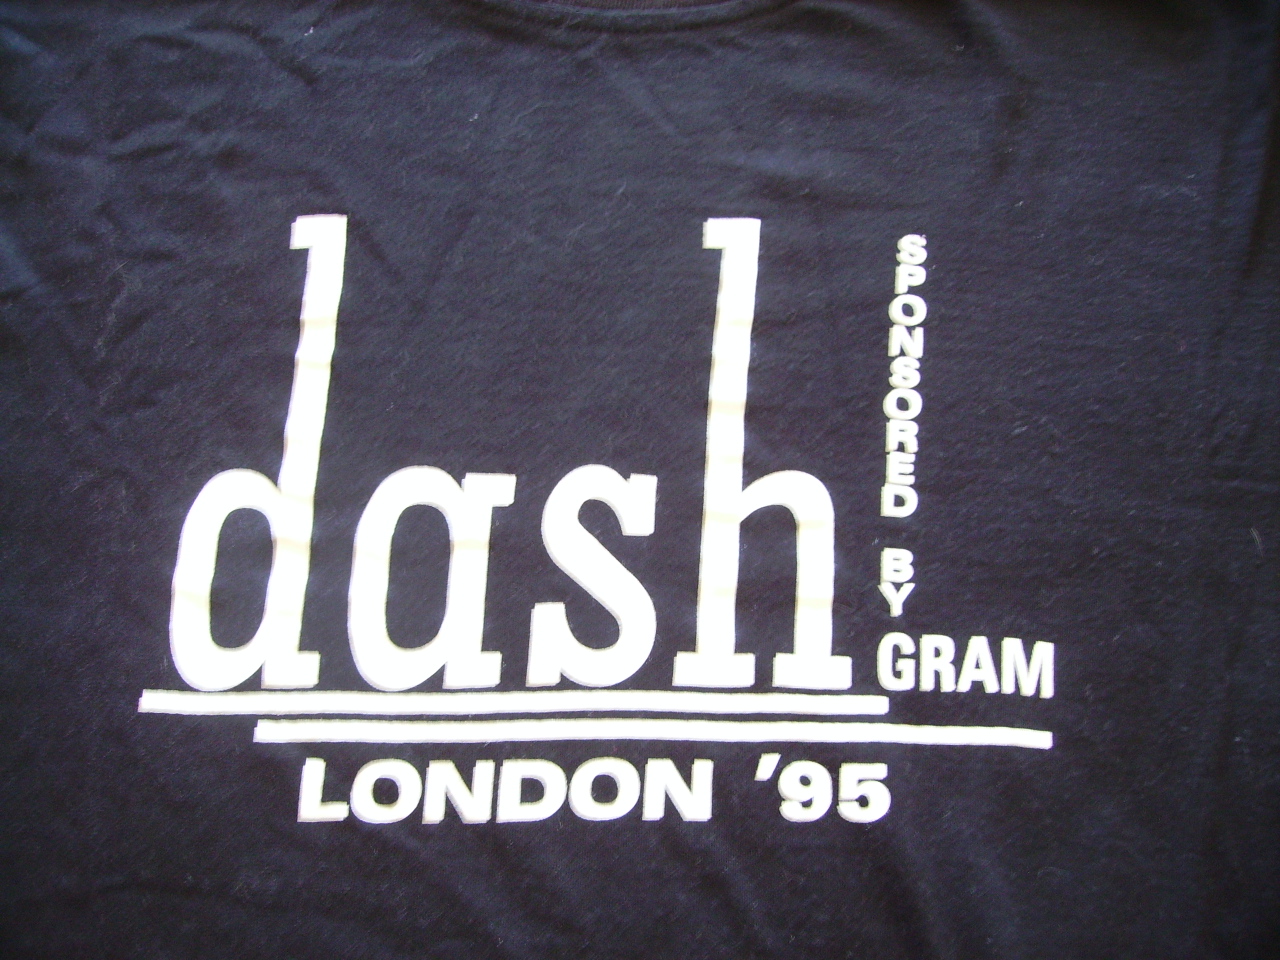 dash
SPONSORED BY
GRAM
LONDON '95